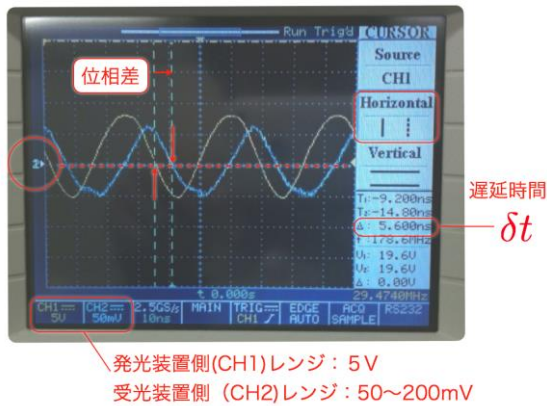 Run Trig'd CURSOR
位相差
Source
CH1
Horizontal
2
Vertical
遅延時間
T₁:-9.200ns
T₂:-14.80ns
Δ: 5.600ns
δt
f:178.6MHz
V₁: 19.6V
V₂: 19.6V
Δ: 0.00V
0.000s
29.4740MHz
CH1 CH2 2.5GS/s MAIN TRIG EDGE ACQ RS232
5V 50mV 10ns CH1 AUTO SAMPLE
発光装置側(CH1)レンジ：５V
受光装置側（CH2)レンジ：50〜200mV